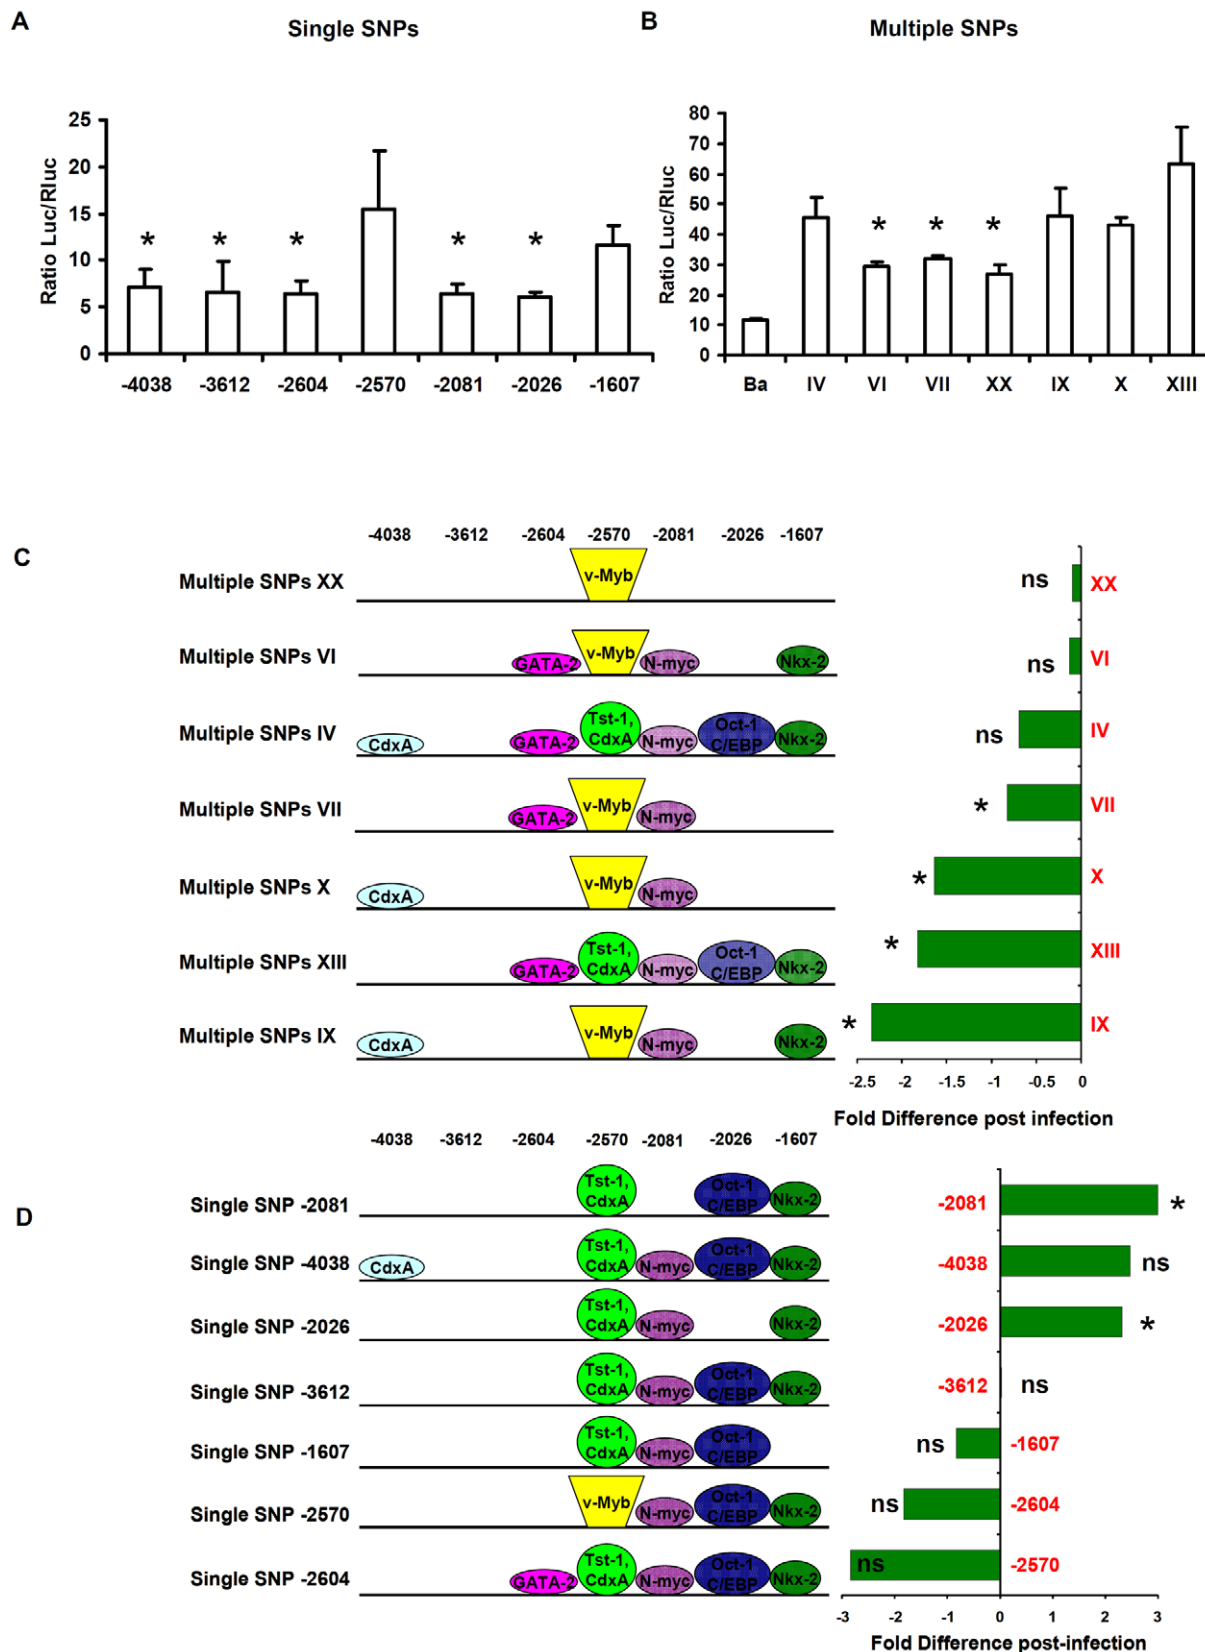 A
Single SNPs
B
Multiple SNPs
Ratio Luc/Rluc
25
20
15
10
5
0
* * * * *
-4038 -3612 -2604 -2570 -2081 -2026 -1607
Ratio Luc/Rluc
80
70
60
50
40
30
20
10
0
* * *
Ba IV VI VII XX IX X XIII
C
-4038 -3612 -2604 -2570 -2081 -2026 -1607
Multiple SNPs XX
v-Myb
ns XX
Multiple SNPs VI
GATA-2 v-Myb N-myc Nkx-2
ns VI
Multiple SNPs IV
CdxA GATA-2 Tst-1, CdxA N-myc Oct-1 C/EBP Nkx-2
ns IV
Multiple SNPs VII
GATA-2 v-Myb N-myc
* VII
Multiple SNPs X
CdxA v-Myb N-myc
* X
Multiple SNPs XIII
GATA-2 Tst-1, CdxA N-myc Oct-1 C/EBP Nkx-2
* XIII
Multiple SNPs IX
CdxA v-Myb N-myc Nkx-2
* IX
-2.5 -2 -1.5 -1 -0.5 0
Fold Difference post infection
D
-4038 -3612 -2604 -2570 -2081 -2026 -1607
Single SNP -2081
Tst-1, CdxA Oct-1 C/EBP Nkx-2
-2081 *
Single SNP -4038
CdxA Tst-1, CdxA N-myc Oct-1 C/EBP Nkx-2
-4038 ns
Single SNP -2026
Tst-1, CdxA N-myc Nkx-2
-2026 *
Single SNP -3612
Tst-1, CdxA N-myc Oct-1 C/EBP Nkx-2
-3612 ns
Single SNP -1607
Tst-1, CdxA N-myc Oct-1 C/EBP
ns -1607
Single SNP -2570
v-Myb N-myc Oct-1 C/EBP Nkx-2
ns -2604
Single SNP -2604
GATA-2 Tst-1, CdxA N-myc Oct-1 C/EBP Nkx-2
ns -2570
-3 -2 -1 0 1 2 3
Fold Difference post-infection